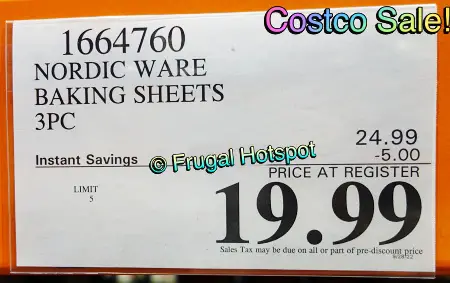 Costco Sale!
1664760
NORDIC WARE
BAKING SHEETS
3PC
24.99
Instant Savings -5.00
© Frugal Hotspot
PRICE AT REGISTER
LIMIT
5
19.99
Sales Tax may be due on all or part of pre-discount price